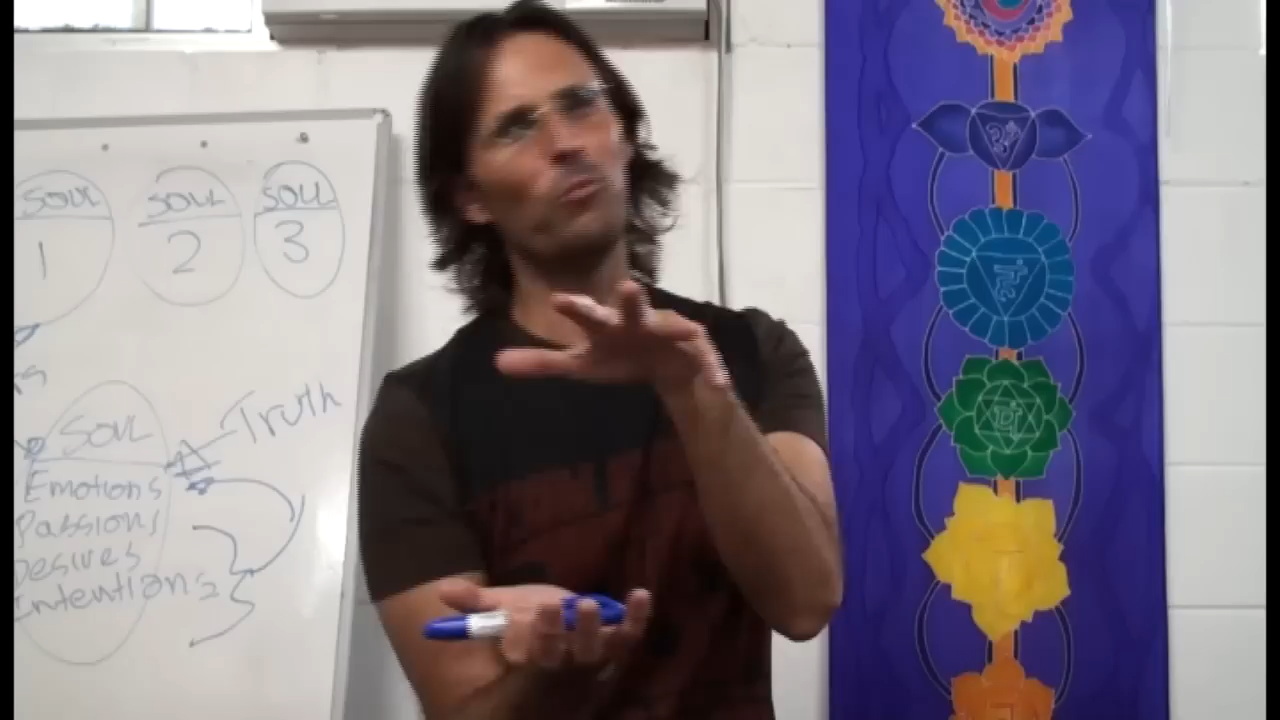 SOUL SOUL SOUL
1 2 3
SOUL
Truth
Emotions
Passions
Desires
Intentions
ॐ
हं